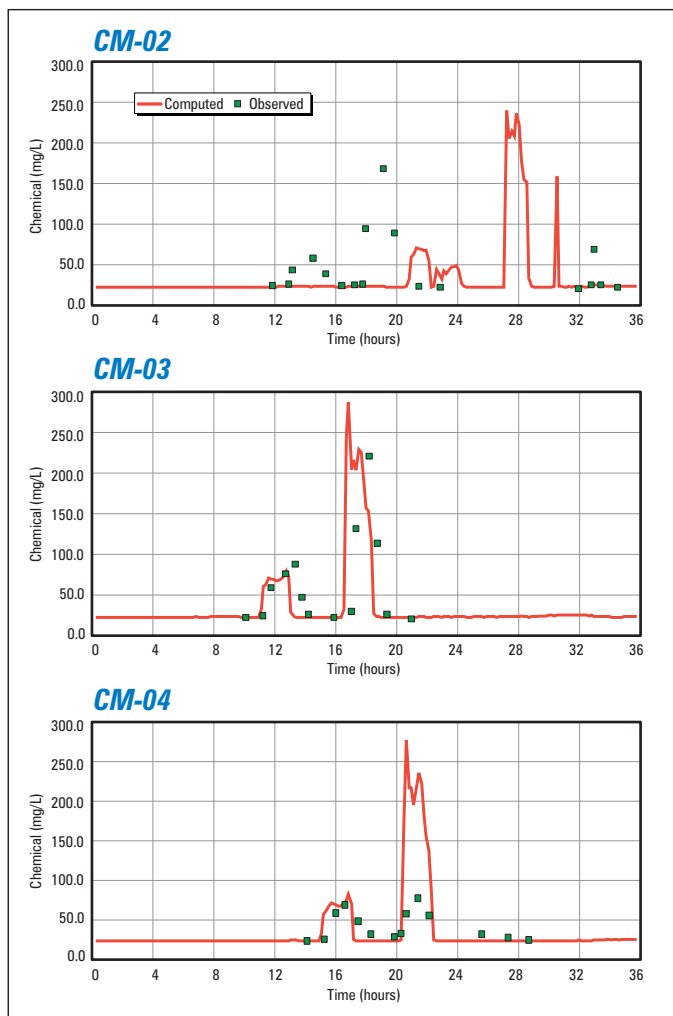 CM-02
300.0
250.0
200.0
150.0
100.0
50.0
0.0
Chemical (mg/L)
Computed Observed
0 4 8 12 16 20 24 28 32 36
Time (hours)
CM-03
300.0
250.0
200.0
150.0
100.0
50.0
0.0
Chemical (mg/L)
0 4 8 12 16 20 24 28 32 36
Time (hours)
CM-04
300.0
250.0
200.0
150.0
100.0
50.0
0.0
Chemical (mg/L)
0 4 8 12 16 20 24 28 32 36
Time (hours)